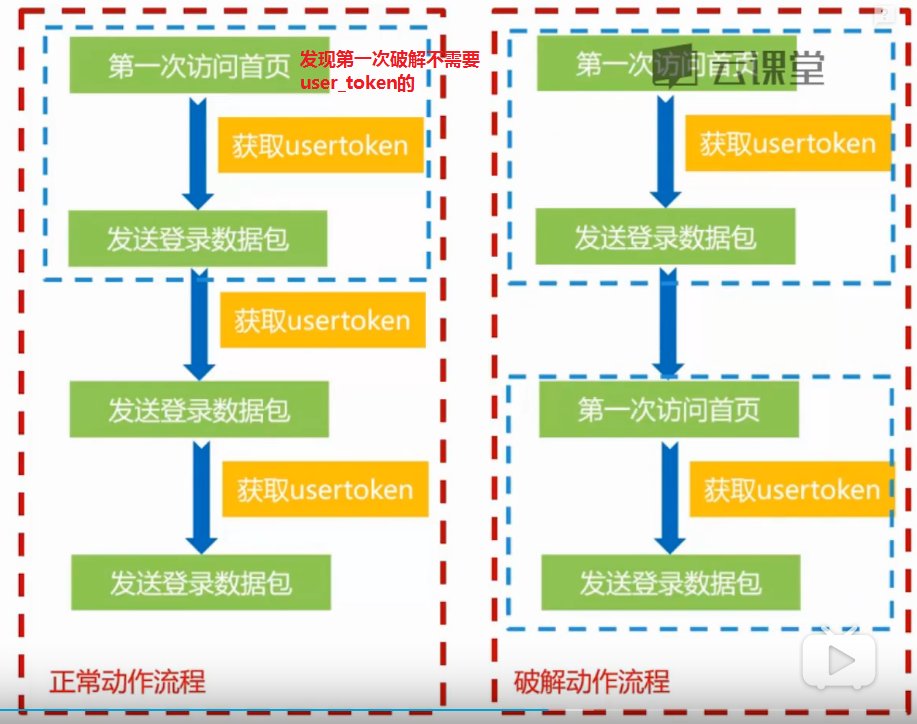 第一次访问首页
发现第一次破解不需要
user_token的
获取usertoken
发送登录数据包
获取usertoken
发送登录数据包
获取usertoken
发送登录数据包
正常动作流程
第一次访问首页
云课堂
获取usertoken
发送登录数据包
第一次访问首页
获取usertoken
发送登录数据包
破解动作流程